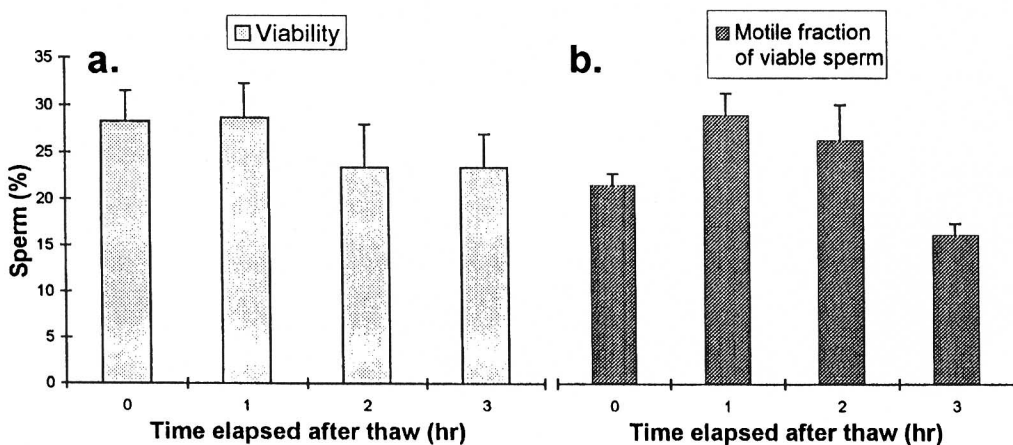 Viability
Motile fraction
of viable sperm
a.
b.
Sperm (%)
35
30
25
20
15
10
5
0
0 1 2 3
0 1 2 3
Time elapsed after thaw (hr)
Time elapsed after thaw (hr)